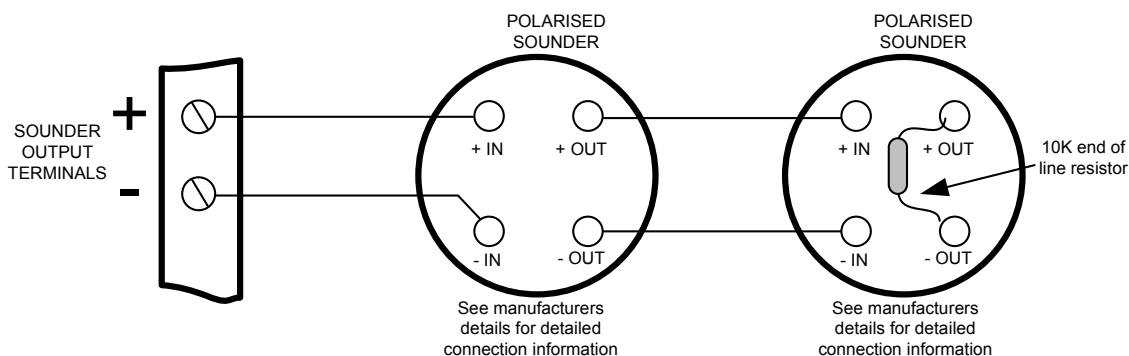 POLARISED
SOUNDER
POLARISED
SOUNDER
+
SOUNDER
OUTPUT
TERMINALS
-
+ IN
+ OUT
- IN
- OUT
+ IN
+ OUT
- IN
- OUT
10K end of
line resistor
See manufacturers
details for detailed
connection information
See manufacturers
details for detailed
connection information